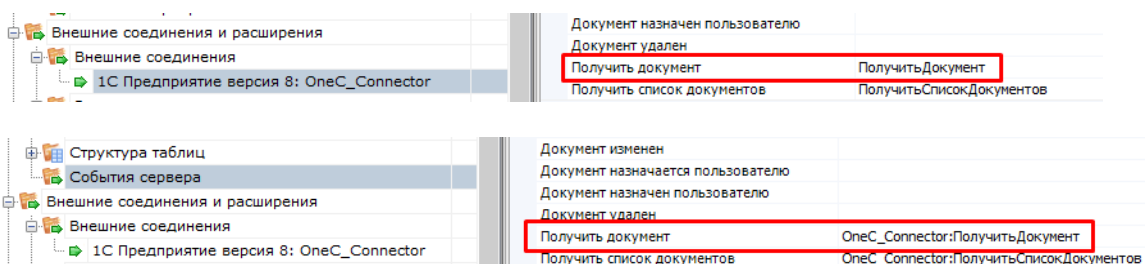 Внешние соединения и расширения
Внешние соединения
1С Предприятие версия 8: OneC_Connector
Документ назначен пользователю
Документ удален
Получить документ ПолучитьДокумент
Получить список документов ПолучитьСписокДокументов
Структура таблиц
События сервера
Внешние соединения и расширения
Внешние соединения
1С Предприятие версия 8: OneC_Connector
Документ изменен
Документ назначается пользователю
Документ назначен пользователю
Документ удален
Получить документ OneC_Connector:ПолучитьДокумент
Получить список документов OneC_Connector:ПолучитьСписокДокументов